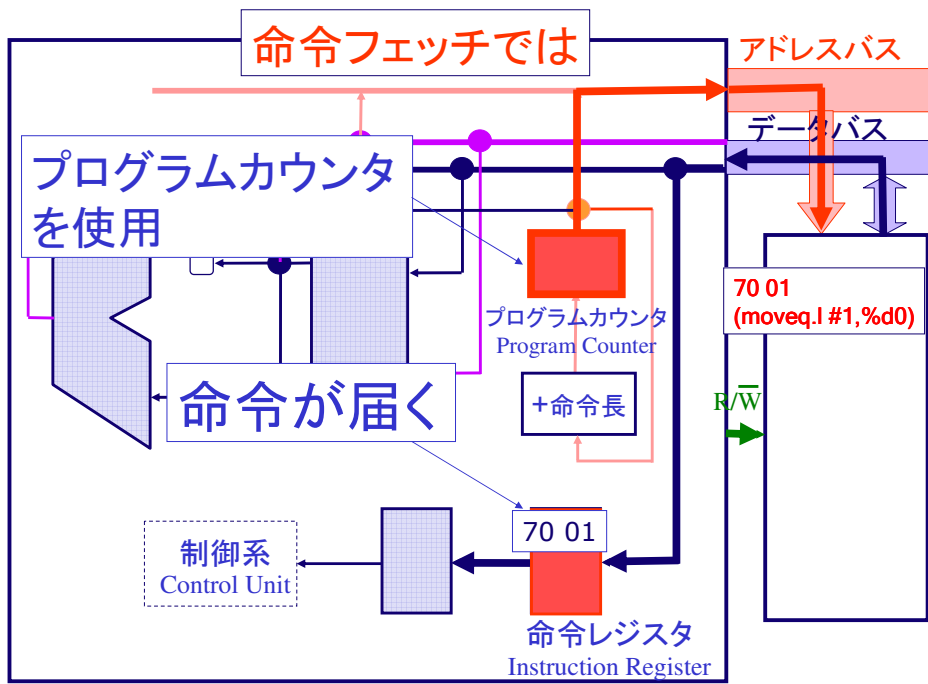 命令フェッチでは
アドレスバス
データバス
プログラムカウンタ
を使用
70 01
(moveq.l #1,%d0)
プログラムカウンタ
Program Counter
+命令長
R/W̅
命令が届く
70 01
制御系
Control Unit
命令レジスタ
Instruction Register